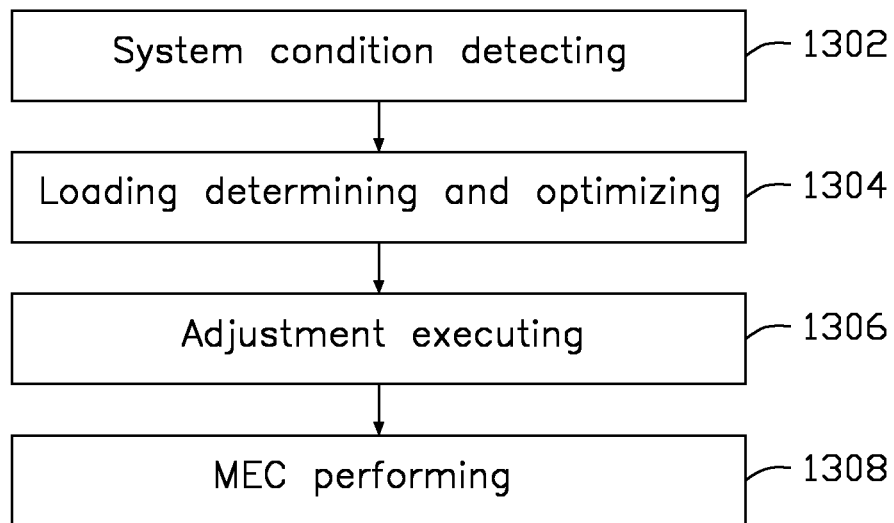 System condition detecting 1302
Loading determining and optimizing 1304
Adjustment executing 1306
MEC performing 1308